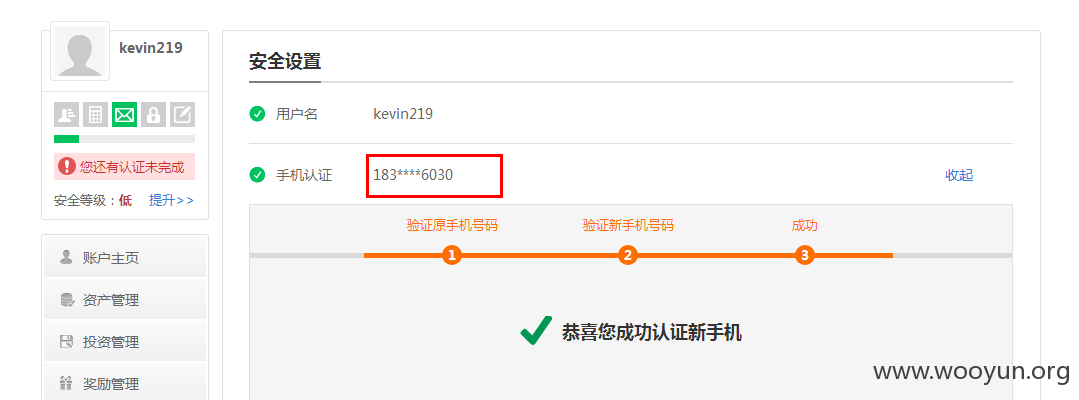 kevin219
您还有认证未完成
安全等级：低 提升>>
账户主页
资产管理
投资管理
奖励管理
安全设置
用户名 kevin219
手机认证 183****6030 收起
验证原手机号码 验证新手机号码 成功
1 2 3
恭喜您成功认证新手机
www.wooyun.org